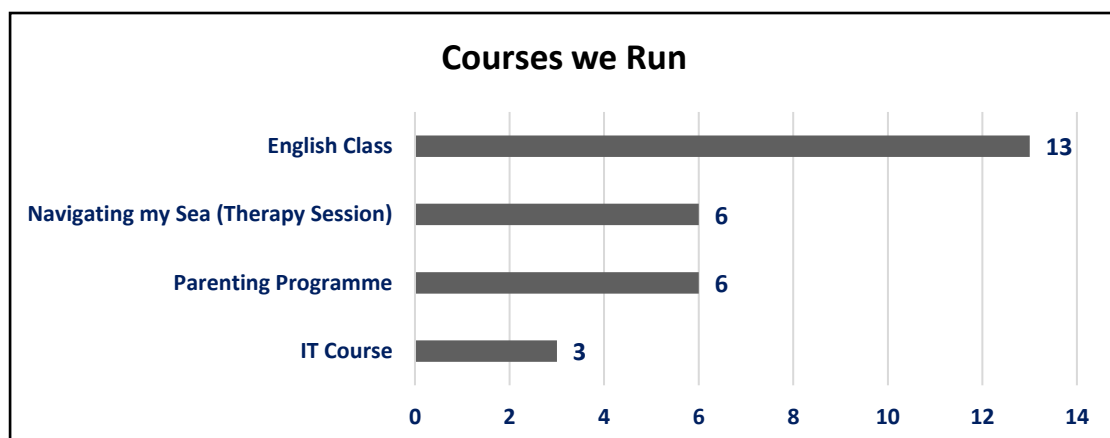 Courses we Run
English Class
13
Navigating my Sea (Therapy Session)
6
Parenting Programme
6
IT Course
3
0 2 4 6 8 10 12 14